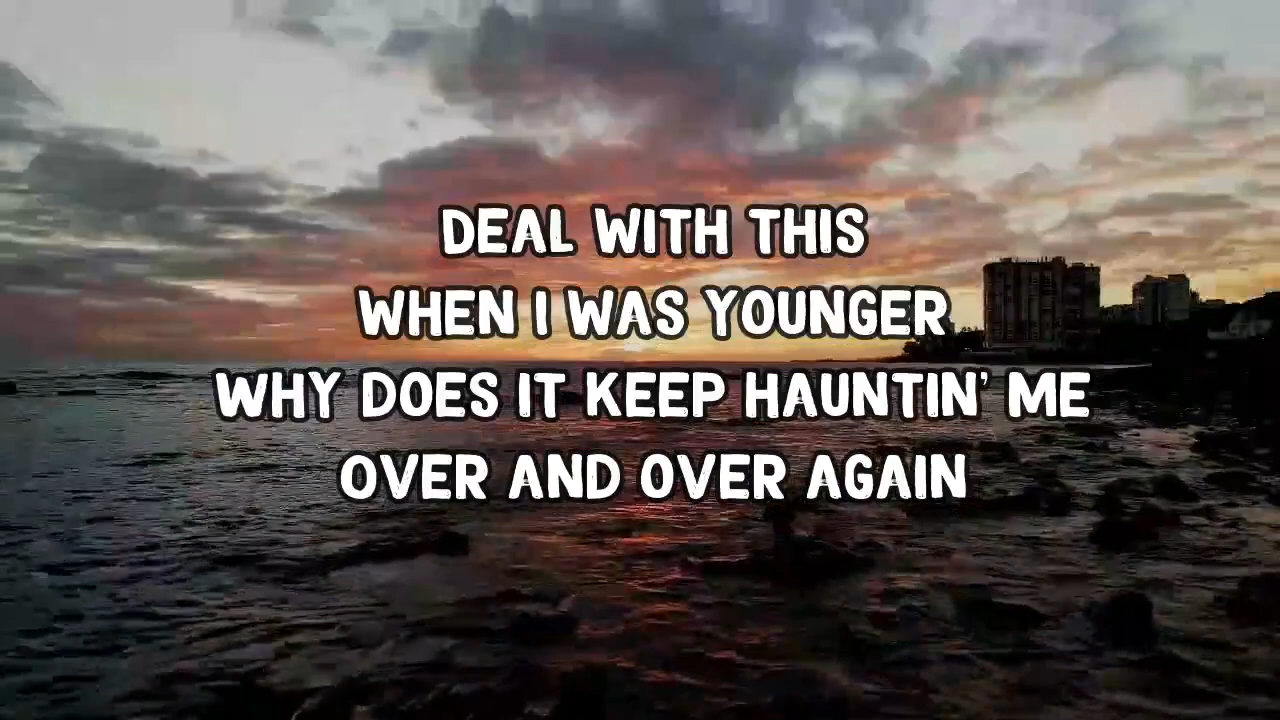 DEAL WITH THIS
WHEN I WAS YOUNGER
WHY DOES IT KEEP HAUNTIN' ME
OVER AND OVER AGAIN